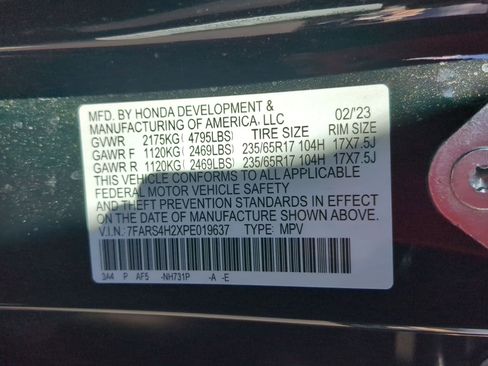 MFD. BY HONDA DEVELOPMENT &
MANUFACTURING OF AMERICA, LLC 02/'23
GVWR 2175KG( 4795LBS) TIRE SIZE RIM SIZE
GAWR F 1120KG( 2469LBS) 235/65R17 104H 17X7.5J
GAWR R 1120KG( 2469LBS) 235/65R17 104H 17X7.5J
THIS VEHICLE CONFORMS TO ALL APPLICABLE
FEDERAL MOTOR VEHICLE SAFETY
AND THEFT PREVENTION STANDARDS IN EFFECT
ON THE DATE OF MANUFACTURE SHOWN ABOVE.
V.I.N.: 7FARS4H2XPE019637 TYPE: MPV
3A4 P AF5 -NH731P -A -E